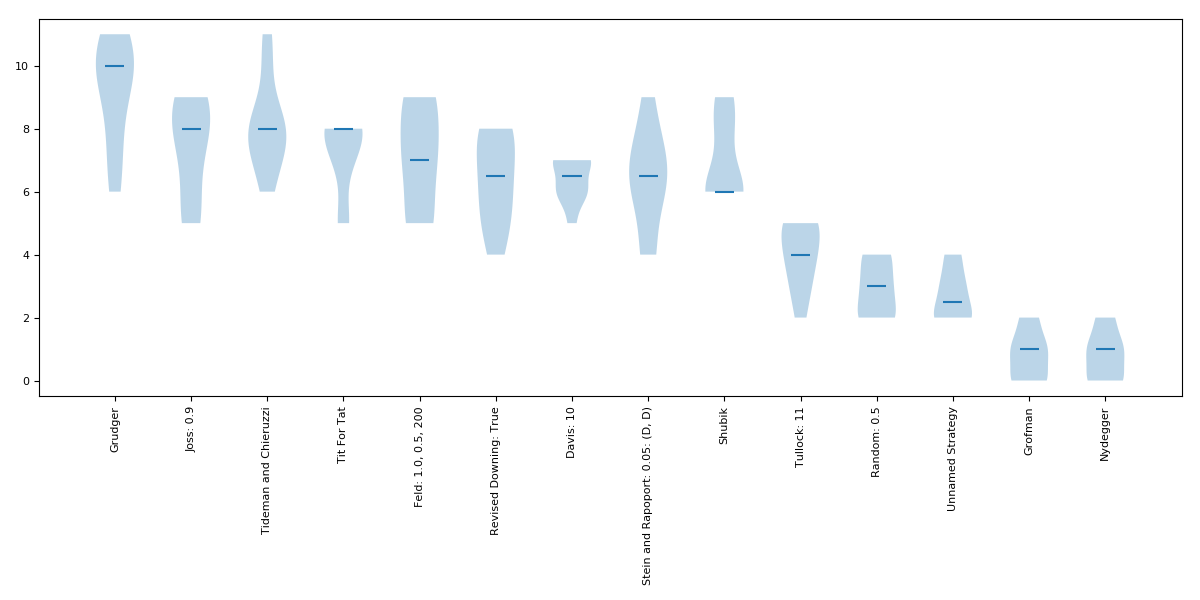 10
8
6
4
2
0
Grudger
Joss: 0.9
Tideman and Chieruzzi
Tit For Tat
Feld: 1.0, 0.5, 200
Revised Downing: True
Davis: 10
Stein and Rapoport: 0.05: (D, D)
Shubik
Tullock: 11
Random: 0.5
Unnamed Strategy
Grofman
Nydegger